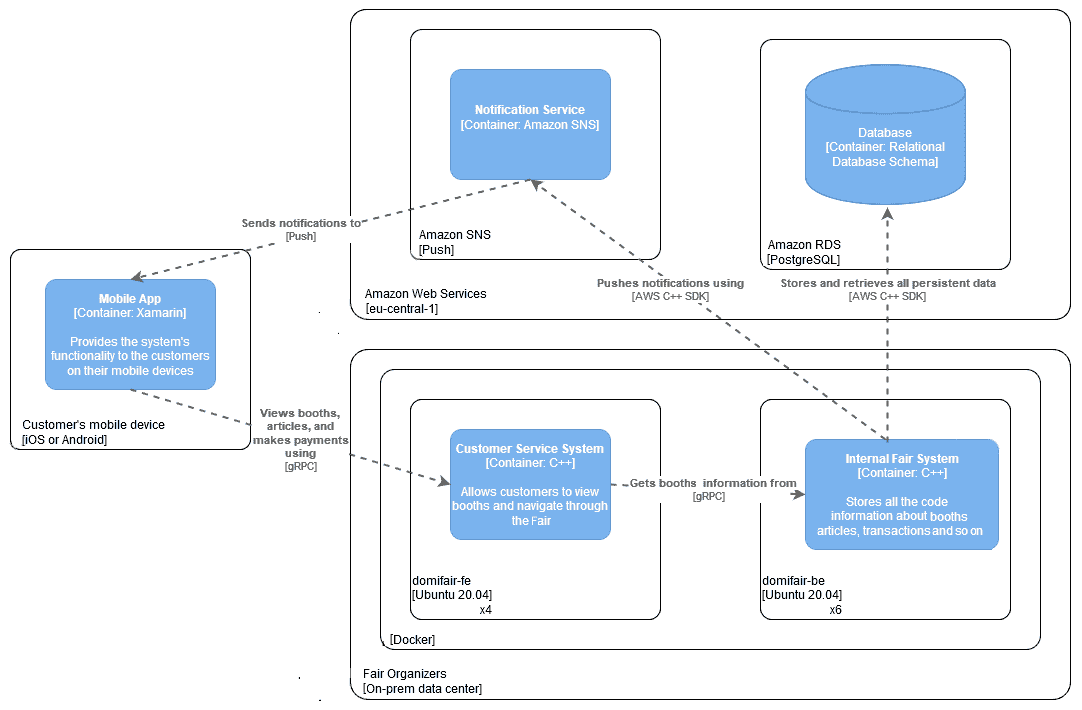 Notification Service
[Container: Amazon SNS]
Amazon SNS
[Push]
Database
[Container: Relational
Database Schema]
Amazon RDS
[PostgreSQL]
Amazon Web Services
[eu-central-1]
Sends notifications to
[Push]
Pushes notifications using
[AWS C++ SDK]
Stores and retrieves all persistent data
[AWS C++ SDK]
Mobile App
[Container: Xamarin]
Provides the system's
functionality to the customers
on their mobile devices
Customer's mobile device
[iOS or Android]
Views booths,
articles, and
makes payments
using
[gRPC]
Customer Service System
[Container: C++]
Allows customers to view
booths and navigate through
the Fair
domifair-fe
[Ubuntu 20.04]
x4
Gets booths information from
[gRPC]
Internal Fair System
[Container: C++]
Stores all the code
information about booths
articles, transactions and so on
domifair-be
[Ubuntu 20.04]
x6
[Docker]
Fair Organizers
[On-prem data center]